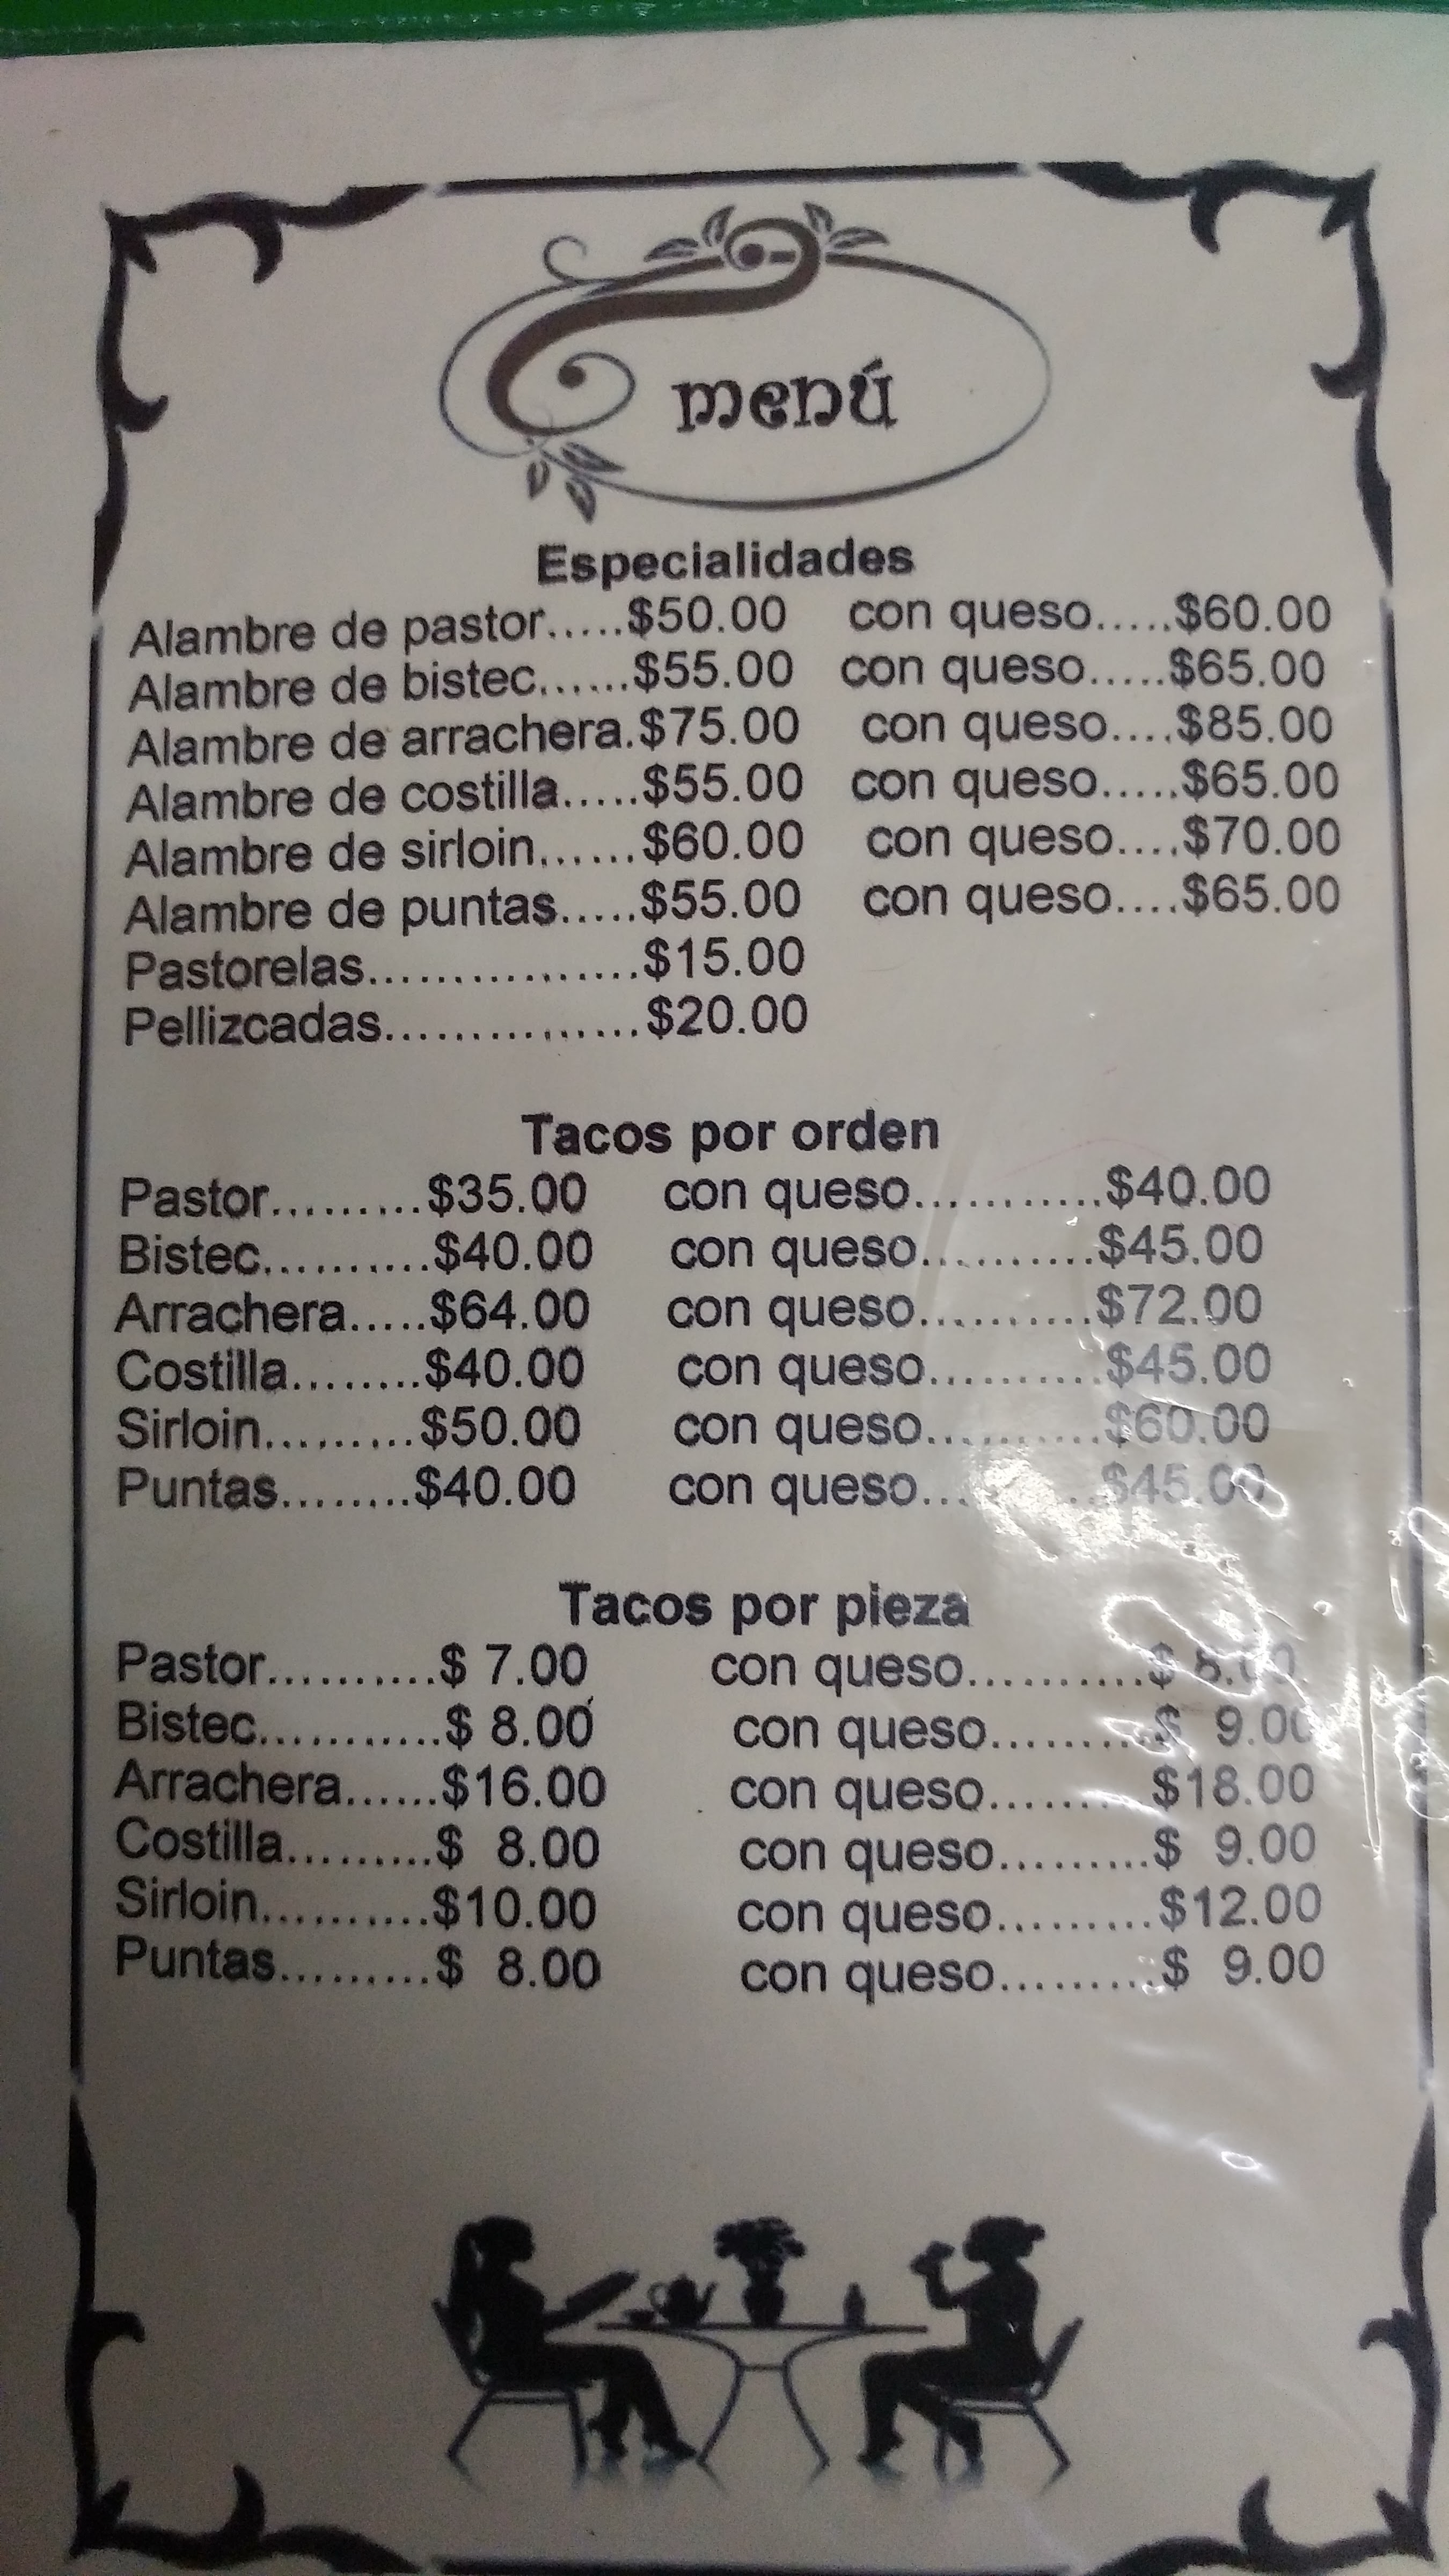 menú
Especialidades
Alambre de pastor.....$50.00 con queso.....$60.00
Alambre de bistec......$55.00 con queso.....$65.00
Alambre de arrachera.$75.00 con queso....$85.00
Alambre de costilla.....$55.00 con queso.....$65.00
Alambre de sirloin......$60.00 con queso....$70.00
Alambre de puntas.....$55.00 con queso....$65.00
Pastorelas................$15.00
Pellizcadas...............$20.00
Tacos por orden
Pastor.........$35.00 con queso...........$40.00
Bistec..........$40.00 con queso..........$45.00
Arrachera.....$64.00 con queso..........$72.00
Costilla........$40.00 con queso..........$45.00
Sirloin.........$50.00 con queso..........$60.00
Puntas........$40.00 con queso..........$45.00
Tacos por pieza
Pastor..........$ 7.00 con queso..........$
Bistec...........$ 8.00 con queso.........$ 9.00
Arrachera......$16.00 con queso........$18.00
Costilla.........$ 8.00 con queso.........$ 9.00
Sirloin..........$10.00 con queso.........$12.00
Puntas.........$ 8.00 con queso.........$ 9.00